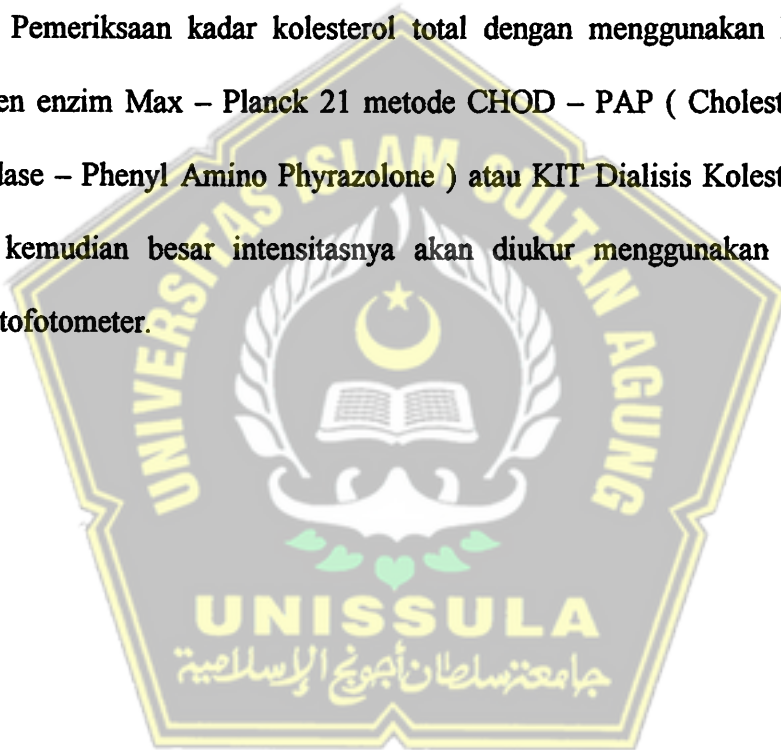 Pemeriksaan kadar kolesterol total dengan menggunakan
en enzim Max – Planck 21 metode CHOD – PAP ( Cholest
lase – Phenyl Amino Phyrazolone ) atau KIT Dialisis Kolest
kemudian besar intensitasnya akan diukur menggunakan
tofotometer.
UNIVERSITAS ISLAM SULTAN AGUNG
UNISSULA
جامعة سلطان أجونج الإسلامية